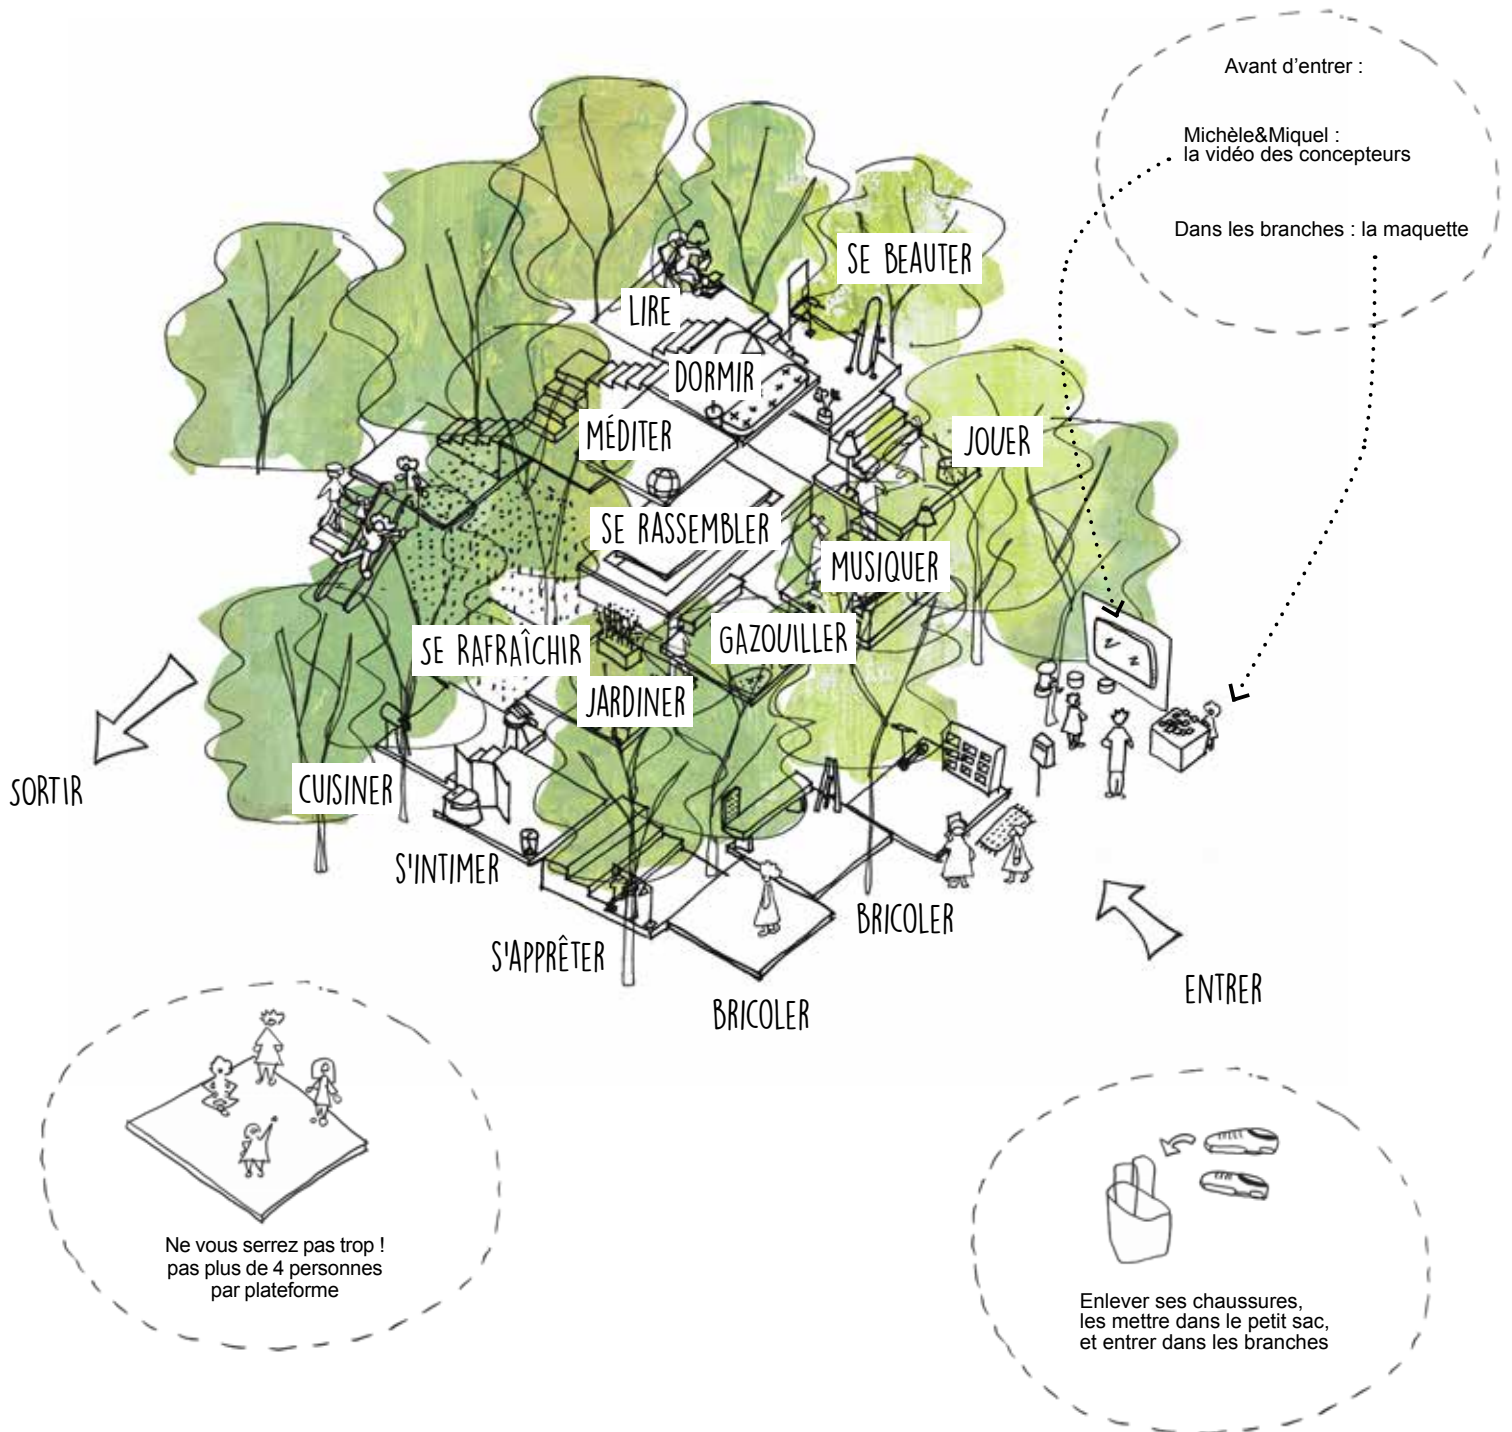 Avant d'entrer :
Michèle&Miquel :
la vidéo des concepteurs
Dans les branches : la maquette
SE BEAUTER
LIRE
DORMIR
MÉDITER
JOUER
SE RASSEMBLER
MUSIQUER
SE RAFRAÎCHIR
GAZOUILLER
JARDINER
SORTIR
CUISINER
S'INTIMER
BRICOLER
S'APPRÊTER
ENTRER
BRICOLER
Ne vous serrez pas trop !
pas plus de 4 personnes
par plateforme
Enlever ses chaussures,
les mettre dans le petit sac,
et entrer dans les branches